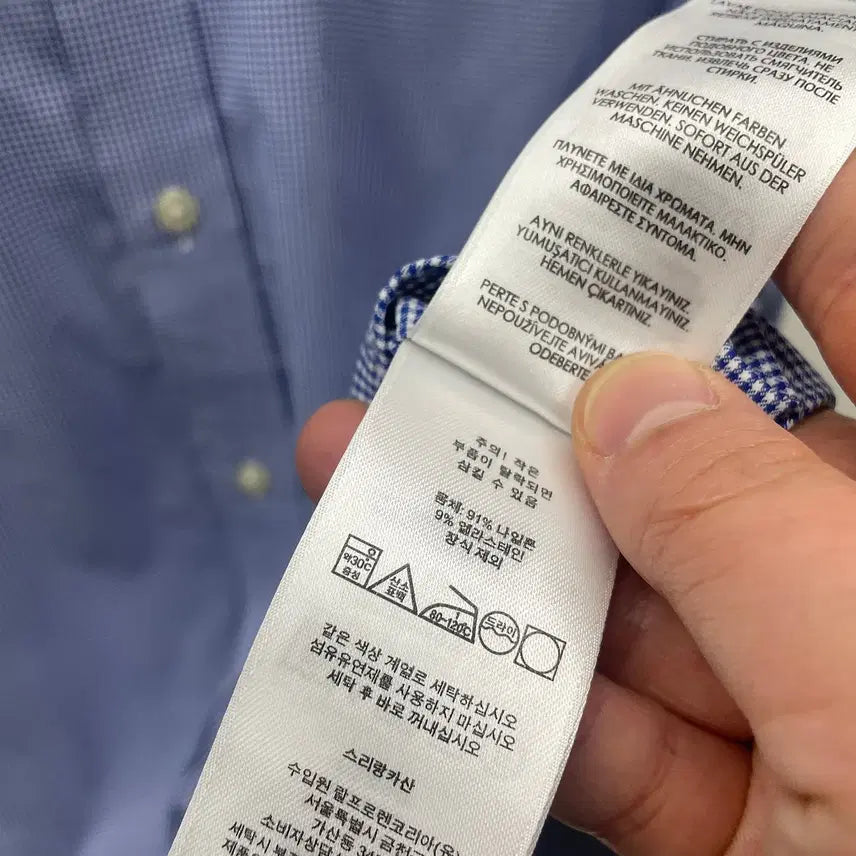 MAQUINA.
СТИРАТЬ С ИЗДЕЛИЯМИ
ПОДОБНОГО ЦВЕТА. НЕ
ИСПОЛЬЗОВАТЬ СМЯГЧИТЕЛЬ
ТКАНИ. ИЗВЛЕЧЬ СРАЗУ ПОСЛЕ
СТИРКИ.
MIT ÄHNLICHEN FARBEN
WASCHEN. KEINEN WEICHSPÜLER
VERWENDEN. SOFORT AUS DER
MASCHINE NEHMEN.
ΠΛΥΝΕΤΕ ΜΕ ΙΔΙΑ ΧΡΩΜΑΤΑ. ΜΗΝ
ΧΡΗΣΙΜΟΠΟΙΕΙΤΕ ΜΑΛΑΚΤΙΚΟ.
ΑΦΑΙΡΕΣΤΕ ΣΥΝΤΟΜΑ.
AYNI RENKLERLE YIKAYINIZ.
YUMUŞATICI KULLANMAYINIZ.
HEMEN ÇIKARTINIZ.
PERTE S PODOBNÝMI
NEPOUŽÍVEJTE
ODEBERTE
주의! 작은
부품이 탈락되면
삼킬 수 있음
몸체: 91% 나일론
9% 엘라스테인
장식 제외
약30℃
중성
산소
표백
1
80~120℃
드라이
같은 색상 계열로 세탁하십시오
섬유유연제를 사용하지 마십시오
세탁 후 바로 꺼내십시오
스리랑카산
수입원 랄프로렌코리아(유)
서울특별시 금천구
가산동
소비자상담
세탁시